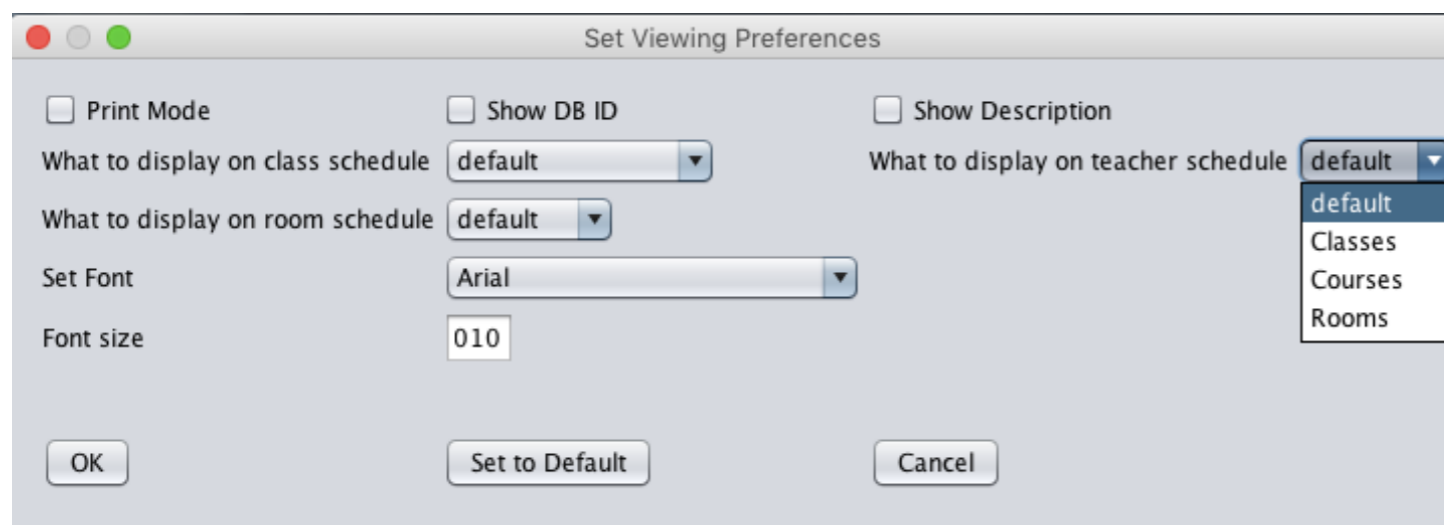 Set Viewing Preferences
Print Mode Show DB ID Show Description
What to display on class schedule default What to display on teacher schedule default
default
What to display on room schedule default
Classes
Set Font Arial Courses
Rooms
Font size 010
OK Set to Default Cancel